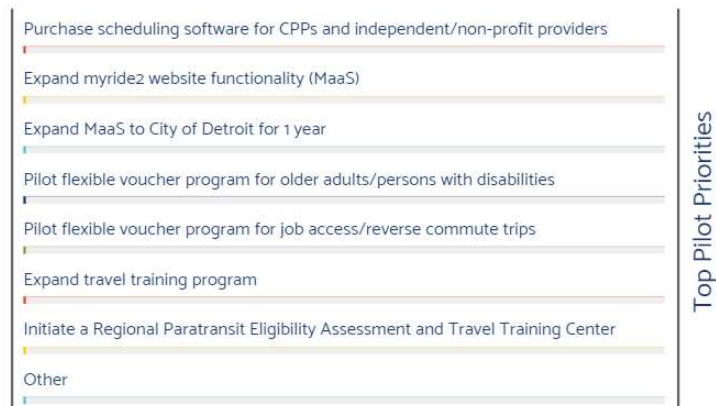 Purchase scheduling software for CPPs and independent/non-profit providers
Expand myride2 website functionality (MaaS)
Expand MaaS to City of Detroit for 1 year
Pilot flexible voucher program for older adults/persons with disabilities
Pilot flexible voucher program for job access/reverse commute trips
Expand travel training program
Initiate a Regional Paratransit Eligibility Assessment and Travel Training Center
Other
Top Pilot Priorities